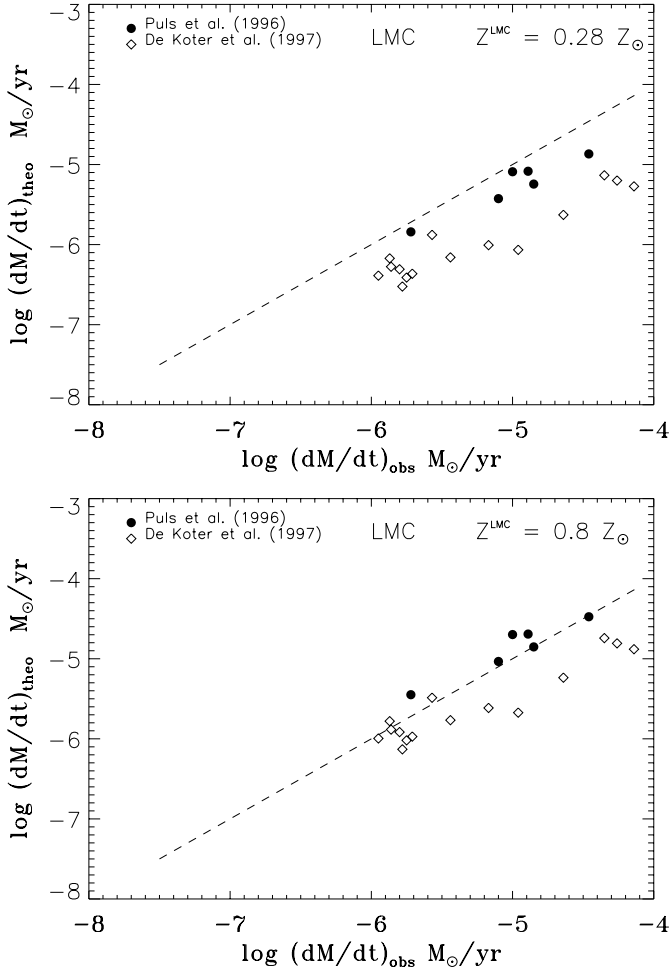 −3
Puls et al. (1996)
De Koter et al. (1997)
LMC
Z^LMC = 0.28 Z⊙
−4
−5
−6
−7
−8
log (dM/dt)theo M⊙/yr
−8 −7 −6 −5 −4
log (dM/dt)obs M⊙/yr
−3
Puls et al. (1996)
De Koter et al. (1997)
LMC
Z^LMC = 0.8 Z⊙
−4
−5
−6
−7
−8
log (dM/dt)theo M⊙/yr
−8 −7 −6 −5 −4
log (dM/dt)obs M⊙/yr